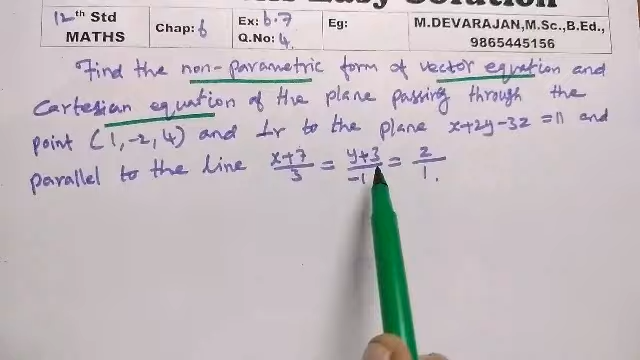 Easy Solution
12th Std MATHS
Chap: 6
Ex: 6.7
Q.No: 4.
Eg:
M.DEVARAJAN,M.Sc.,B.Ed.,
9865445156
Find the non-parametric form of vector equation and
Cartesian equation of the plane passing through the
point (1, -2, 4) and ⊥r to the plane x+2y-3z = 11 and
parallel to the line x+7/3 = y+3/-1 = z/1.